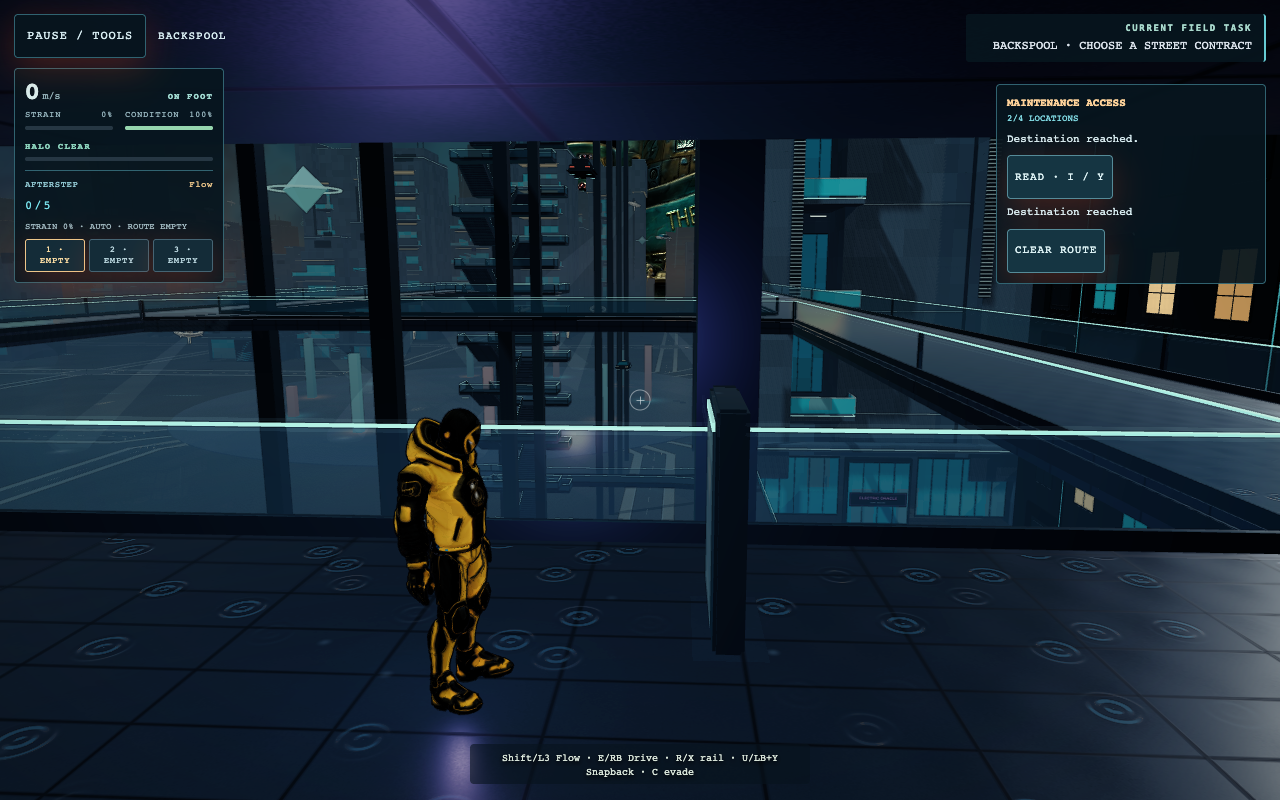 PAUSE / TOOLS
BACKSPOOL
CURRENT FIELD TASK
BACKSPOOL · CHOOSE A STREET CONTRACT
0 m/s
ON FOOT
STRAIN 0%
CONDITION 100%
HALO CLEAR
AFTERSTEP
Flow
0/5
STRAIN 0% · AUTO · ROUTE EMPTY
1 · EMPTY
2 · EMPTY
3 · EMPTY
MAINTENANCE ACCESS
2/4 LOCATIONS
Destination reached.
READ · I / Y
Destination reached
CLEAR ROUTE
THE
Shift/L3 Flow · E/RB Drive · R/X rail · U/LB+Y
Snapback · C evade